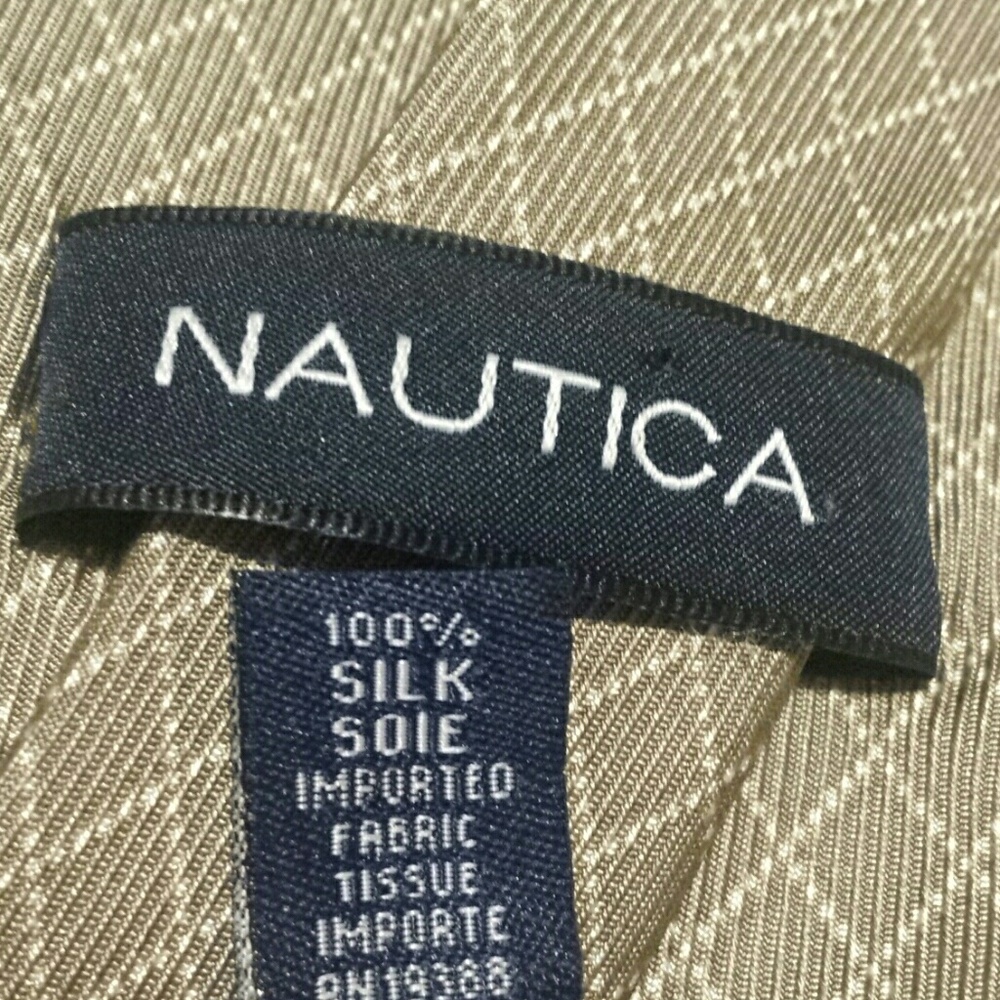 NAUTICA
100%
SILK
SOIE
IMPORTED
FABRIC
TISSUE
IMPORTE